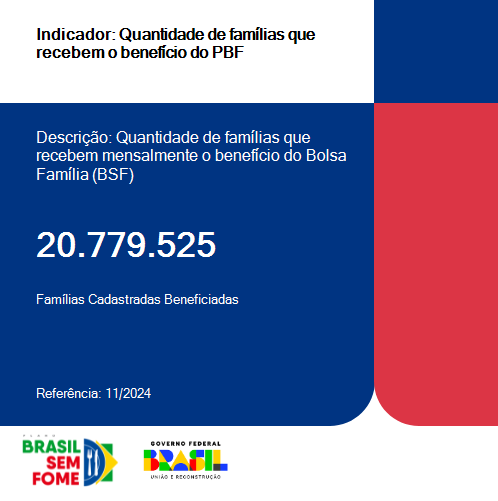 Indicador: Quantidade de famílias que
recebem o benefício do PBF
Descrição: Quantidade de famílias que
recebem mensalmente o benefício do Bolsa
Família (BSF)
20.779.525
Famílias Cadastradas Beneficiadas
Referência: 11/2024
PLANO
BRASIL
SEM
FOME
GOVERNO FEDERAL
BRASIL
UNIÃO E RECONSTRUÇÃO